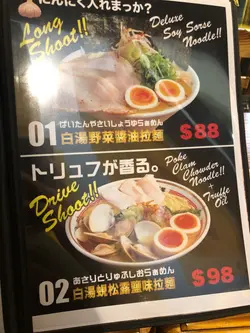 にんにく入れまっか?
Long Shoot!!
Deluxe
Soy Sorse
Noodle!!
ぱいたんやさいしょうゆらぁめん
01 白湯野菜醬油拉麵 $88
トリュフが香る。
Drive Shoot!!
Poke
Clam
Chowder
Noodle!!
+
Truffe
Oil
あさりとりゅふしおらぁめん
02 白湯蜆松露鹽味拉麵 $98